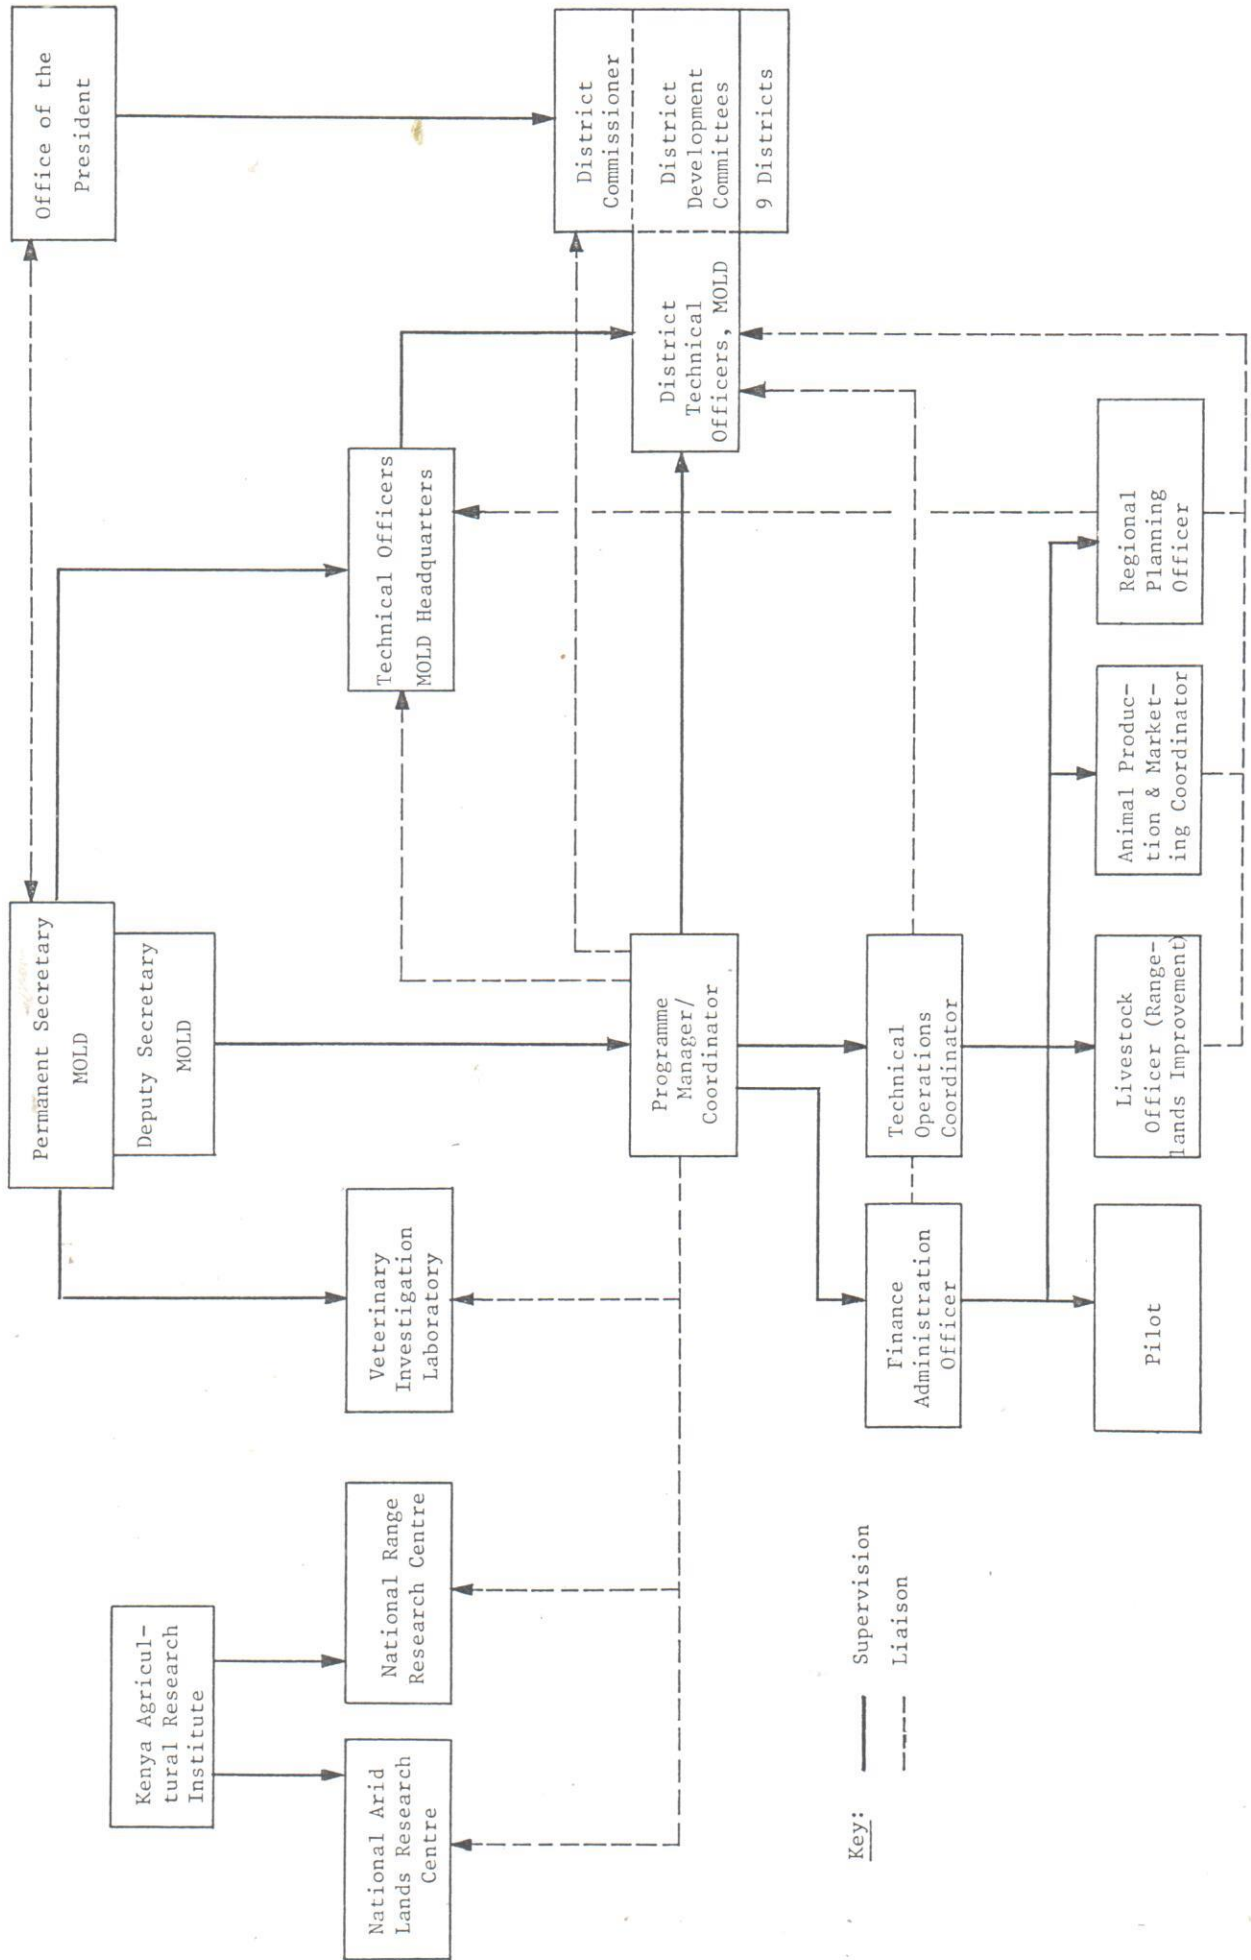 Office of the
President
Permanent Secretary
MOLD
Deputy Secretary
MOLD
Kenya Agricul-
tural Research
Institute
National Arid
Lands Research
Centre
National Range
Research Centre
Veterinary
Investigation
Laboratory
Technical Officers
MOLD Headquarters
District
Commissioner
District
Development
Committees
9 Districts
District
Technical
Officers, MOLD
Programme
Manager/
Coordinator
Finance
Administration
Officer
Technical
Operations
Coordinator
Pilot
Livestock
Officer (Range-
lands Improvement)
Animal Produc-
tion & Market-
ing Coordinator
Regional
Planning
Officer
Key:
Supervision
Liaison